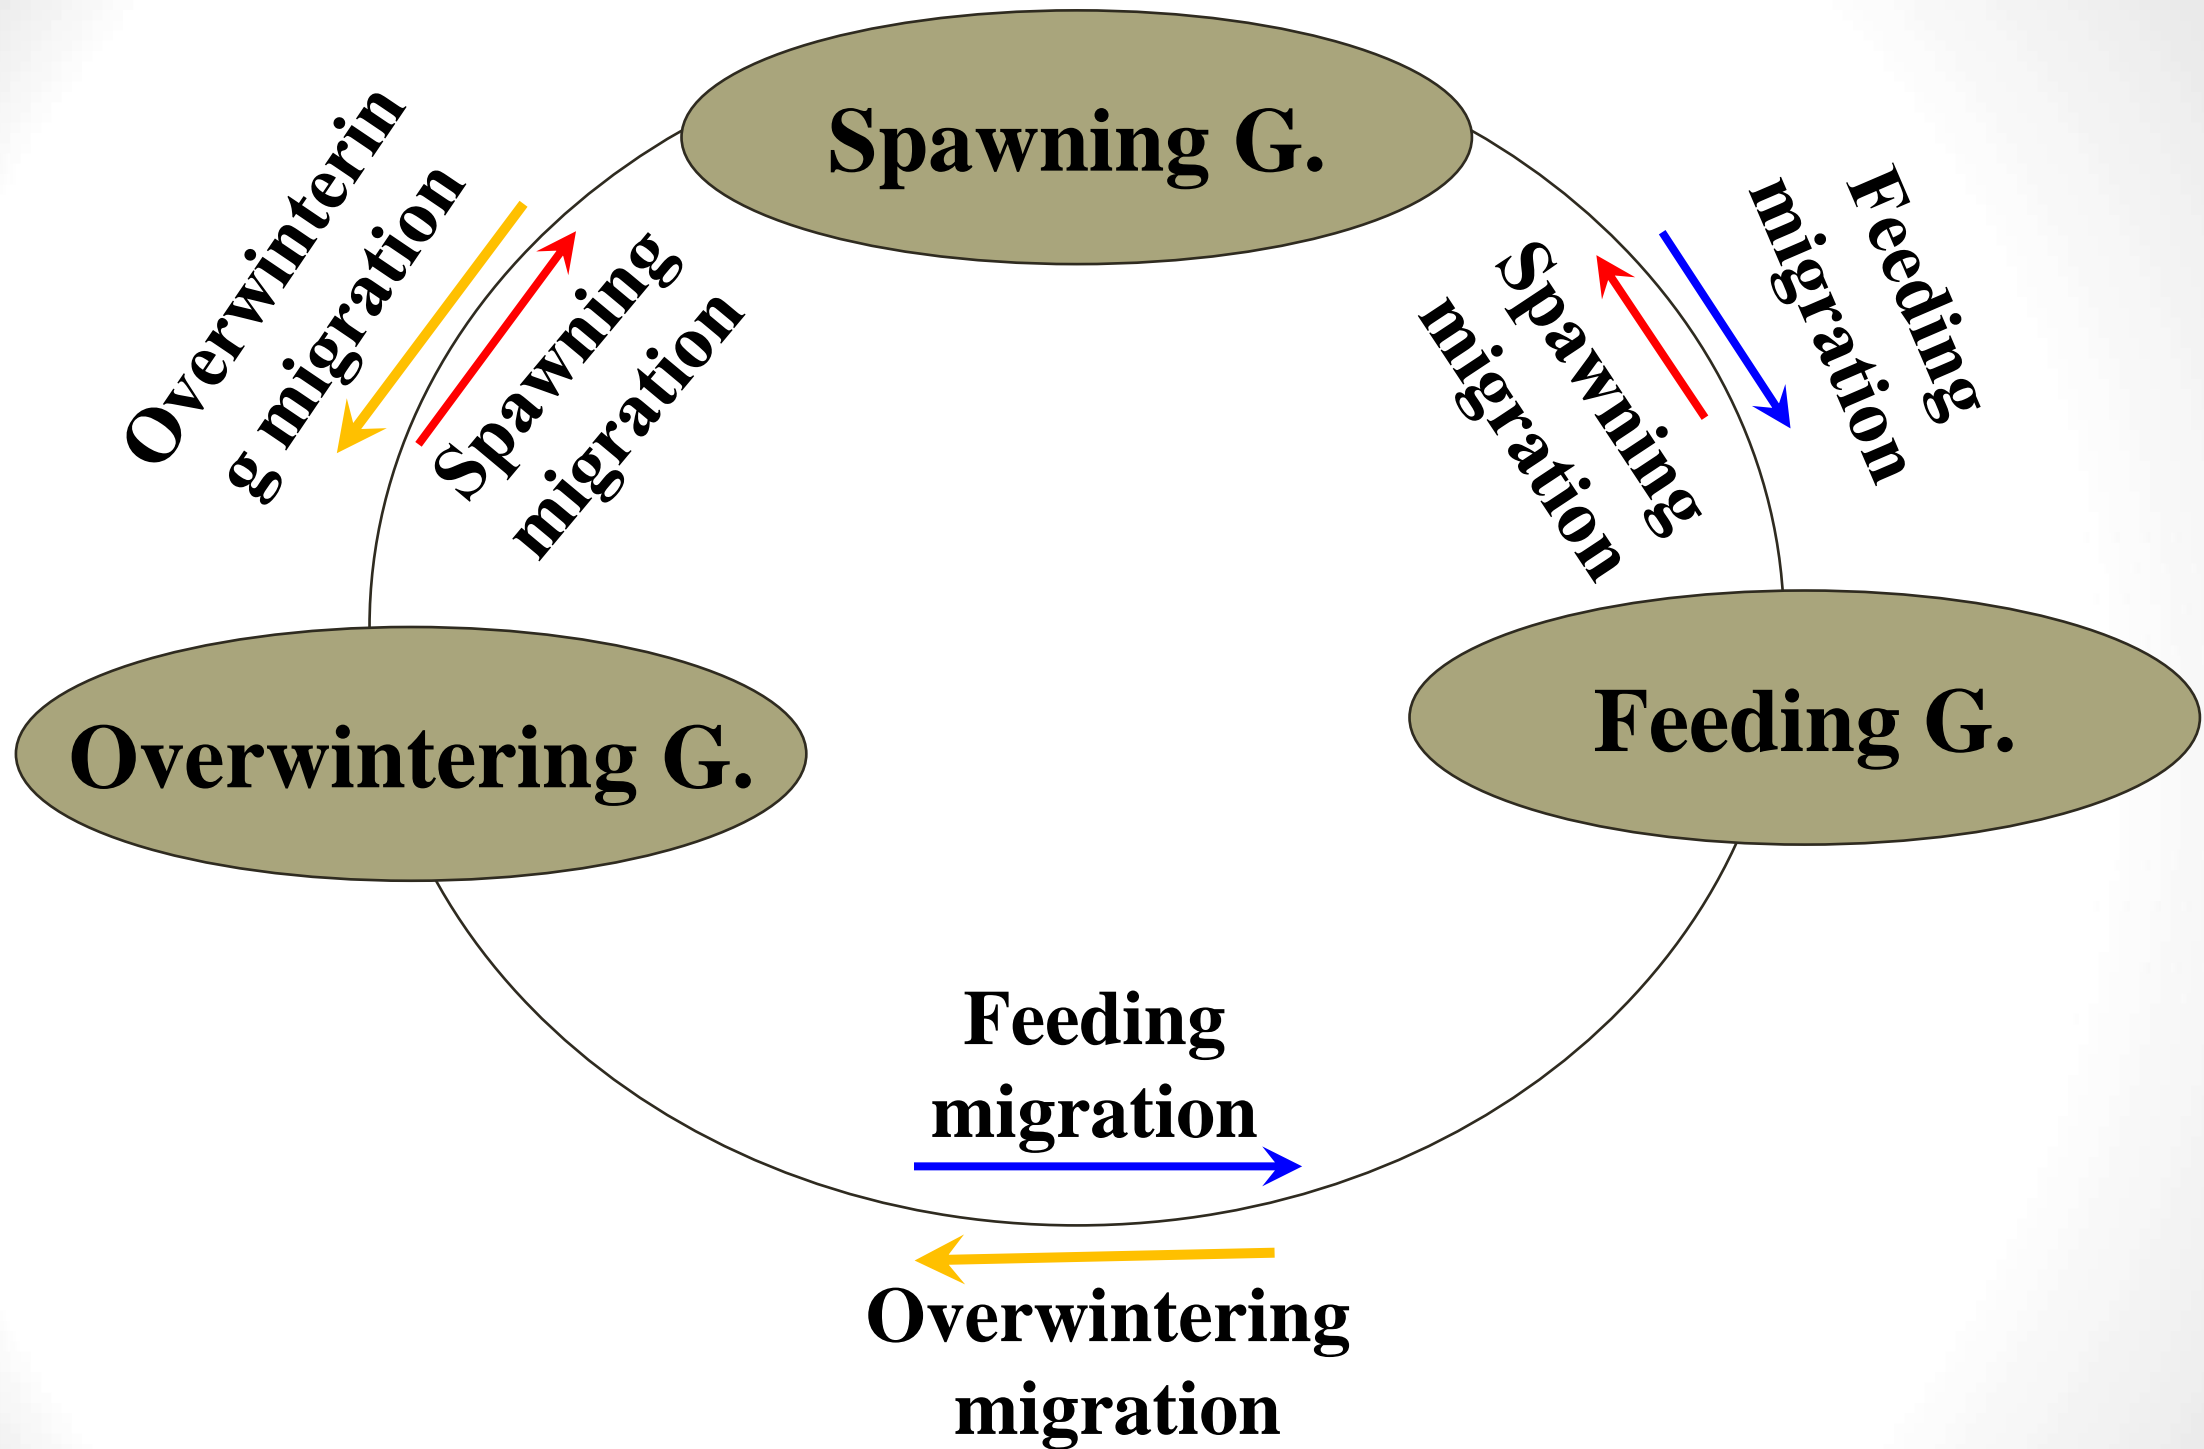 Spawning G.
Overwinterin
g migration
Spawning
migration
Spawning
migration
Feeding
migration
Overwintering G.
Feeding G.
Feeding
migration
Overwintering
migration